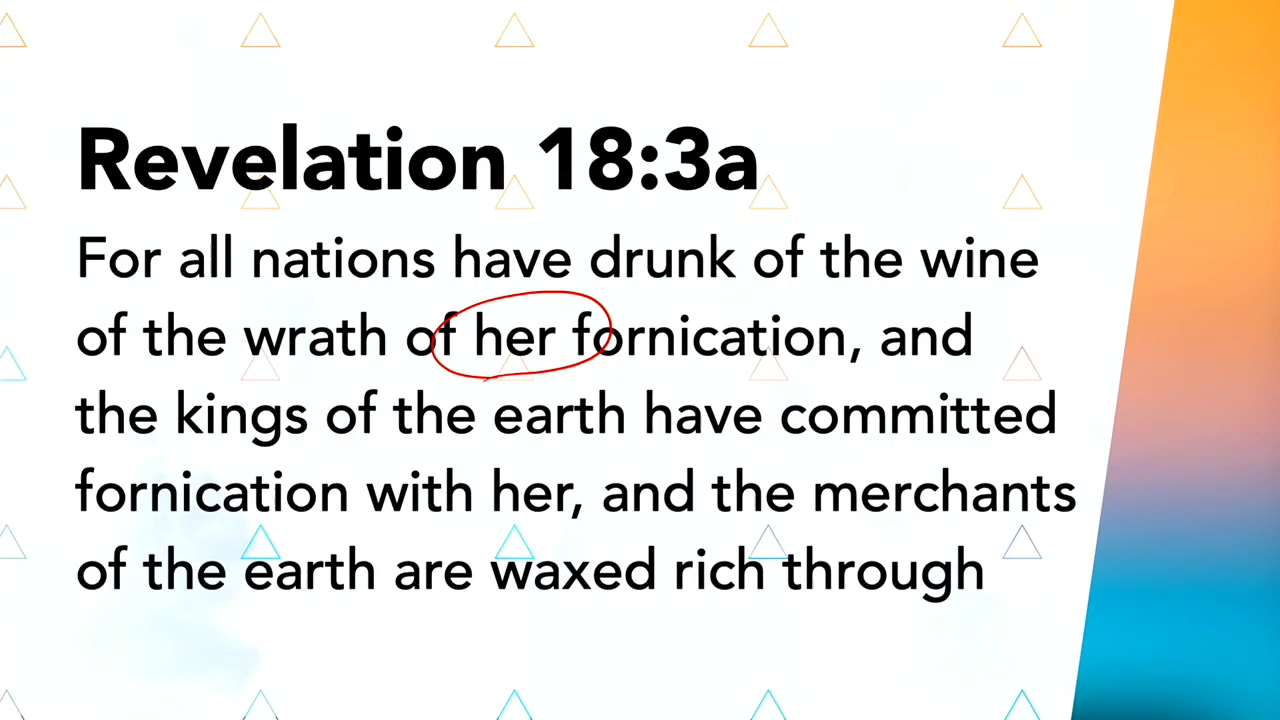 Revelation 18:3a
For all nations have drunk of the wine
of the wrath of her fornication, and
the kings of the earth have committed
fornication with her, and the merchants
of the earth are waxed rich through